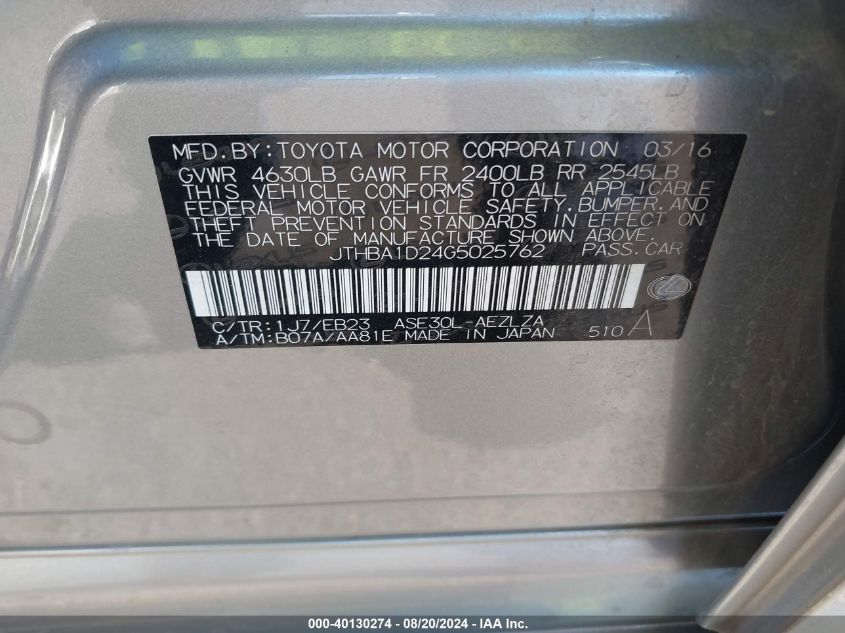 MFD.BY:TOYOTA MOTOR CORPORATION 03/16
GVWR 4630LB GAWR FR 2400LB RR 2545LB
THIS VEHICLE CONFORMS TO ALL APPLICABLE
FEDERAL MOTOR VEHICLE SAFETY,BUMPER,AND
THEFT PREVENTION STANDARDS IN EFFECT ON
THE DATE OF MANUFACTURE SHOWN ABOVE.
JTHBA1D24G5025762 PASS.CAR
C/TR:1J7/EB23 ASE30L-AEZLZA
A/TM:B07A/AA81E MADE IN JAPAN 510A
000-40130274 - 08/20/2024 - IAA Inc.